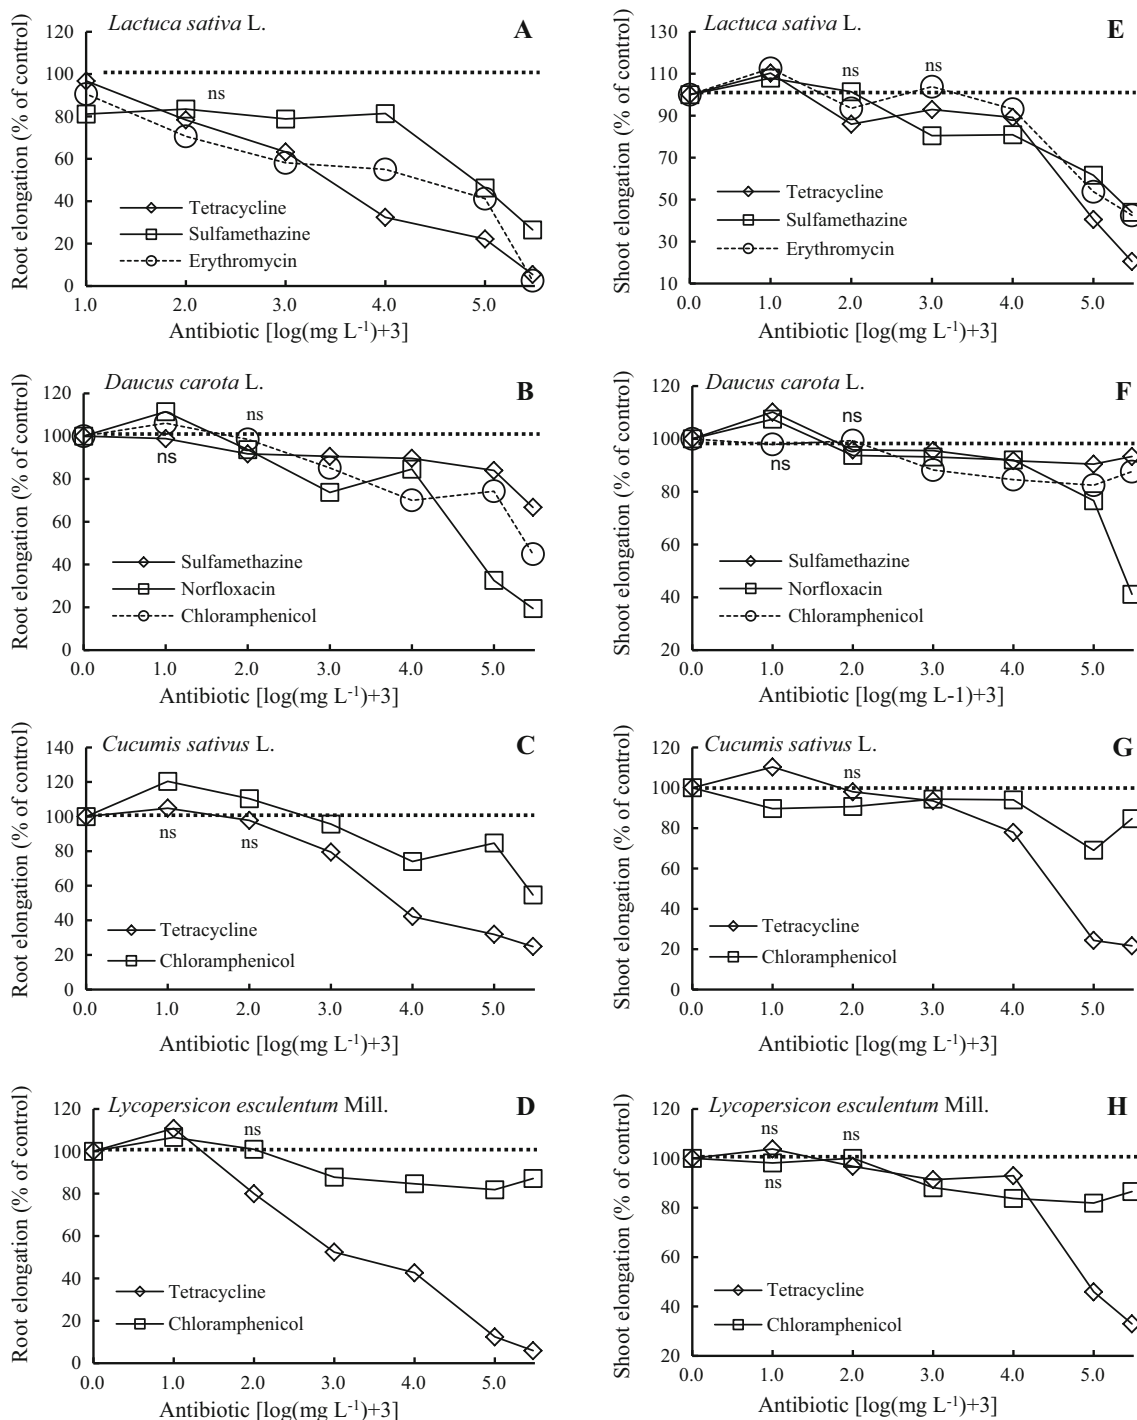 Lactuca sativa L.
A
Root elongation (% of control)
120
100
80
60
40
20
0
ns
Tetracycline
Sulfamethazine
Erythromycin
1.0 2.0 3.0 4.0 5.0
Antibiotic [log(mg L-1)+3]
Lactuca sativa L.
E
Shoot elongation (% of control)
130
110
90
70
50
30
10
ns ns
Tetracycline
Sulfamethazine
Erythromycin
0.0 1.0 2.0 3.0 4.0 5.0
Antibiotic [log(mg L-1)+3]
Daucus carota L.
B
Root elongation (% of control)
120
100
80
60
40
20
0
ns
ns
Sulfamethazine
Norfloxacin
Chloramphenicol
0.0 1.0 2.0 3.0 4.0 5.0
Antibiotic [log(mg L-1)+3]
Daucus carota L.
F
Shoot elongation (% of control)
120
100
80
60
40
20
ns
ns
Sulfamethazine
Norfloxacin
Chloramphenicol
0.0 1.0 2.0 3.0 4.0 5.0
Antibiotic [log(mg L-1)+3]
Cucumis sativus L.
C
Root elongation (% of control)
140
120
100
80
60
40
20
0
ns ns
Tetracycline
Chloramphenicol
0.0 1.0 2.0 3.0 4.0 5.0
Antibiotic [log(mg L-1)+3]
Cucumis sativus L.
G
Shoot elongation (% of control)
120
100
80
60
40
20
0
ns
Tetracycline
Chloramphenicol
0.0 1.0 2.0 3.0 4.0 5.0
Antibiotic [log(mg L-1)+3]
Lycopersicon esculentum Mill.
D
Root elongation (% of control)
120
100
80
60
40
20
0
ns
Tetracycline
Chloramphenicol
0.0 1.0 2.0 3.0 4.0 5.0
Antibiotic [log(mg L-1)+3]
Lycopersicon esculentum Mill.
H
Shoot elongation (% of control)
120
100
80
60
40
20
ns ns
ns
Tetracycline
Chloramphenicol
0.0 1.0 2.0 3.0 4.0 5.0
Antibiotic [log(mg L-1)+3]